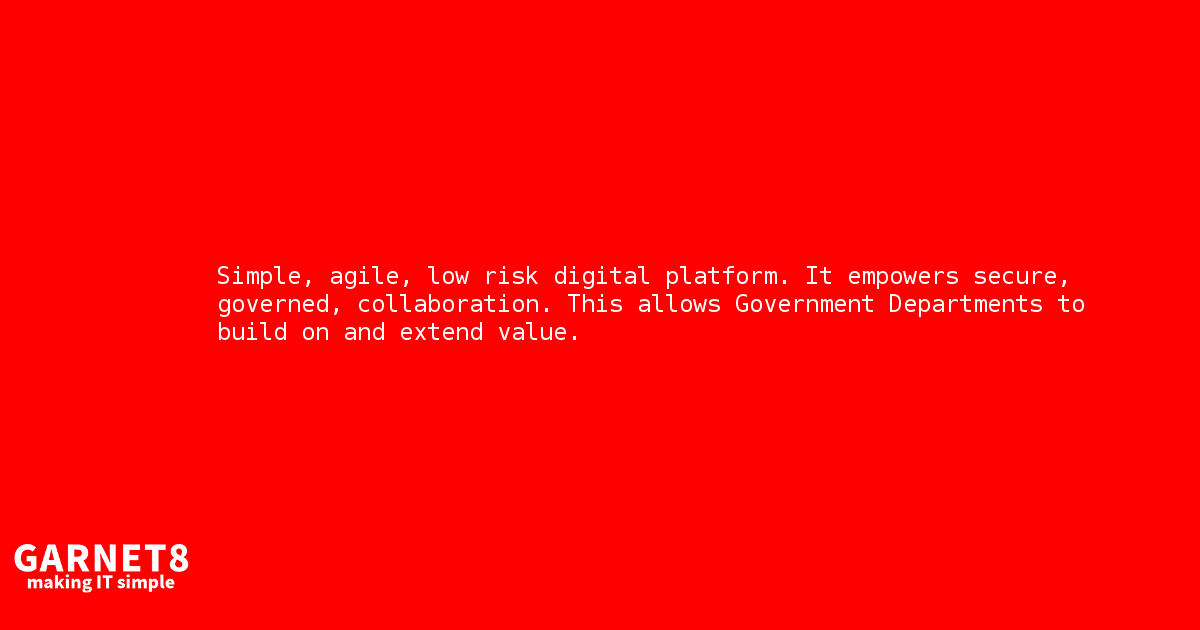 Simple, agile, low risk digital platform. It empowers secure,
governed, collaboration. This allows Government Departments to
build on and extend value.
GARNET8
making IT simple